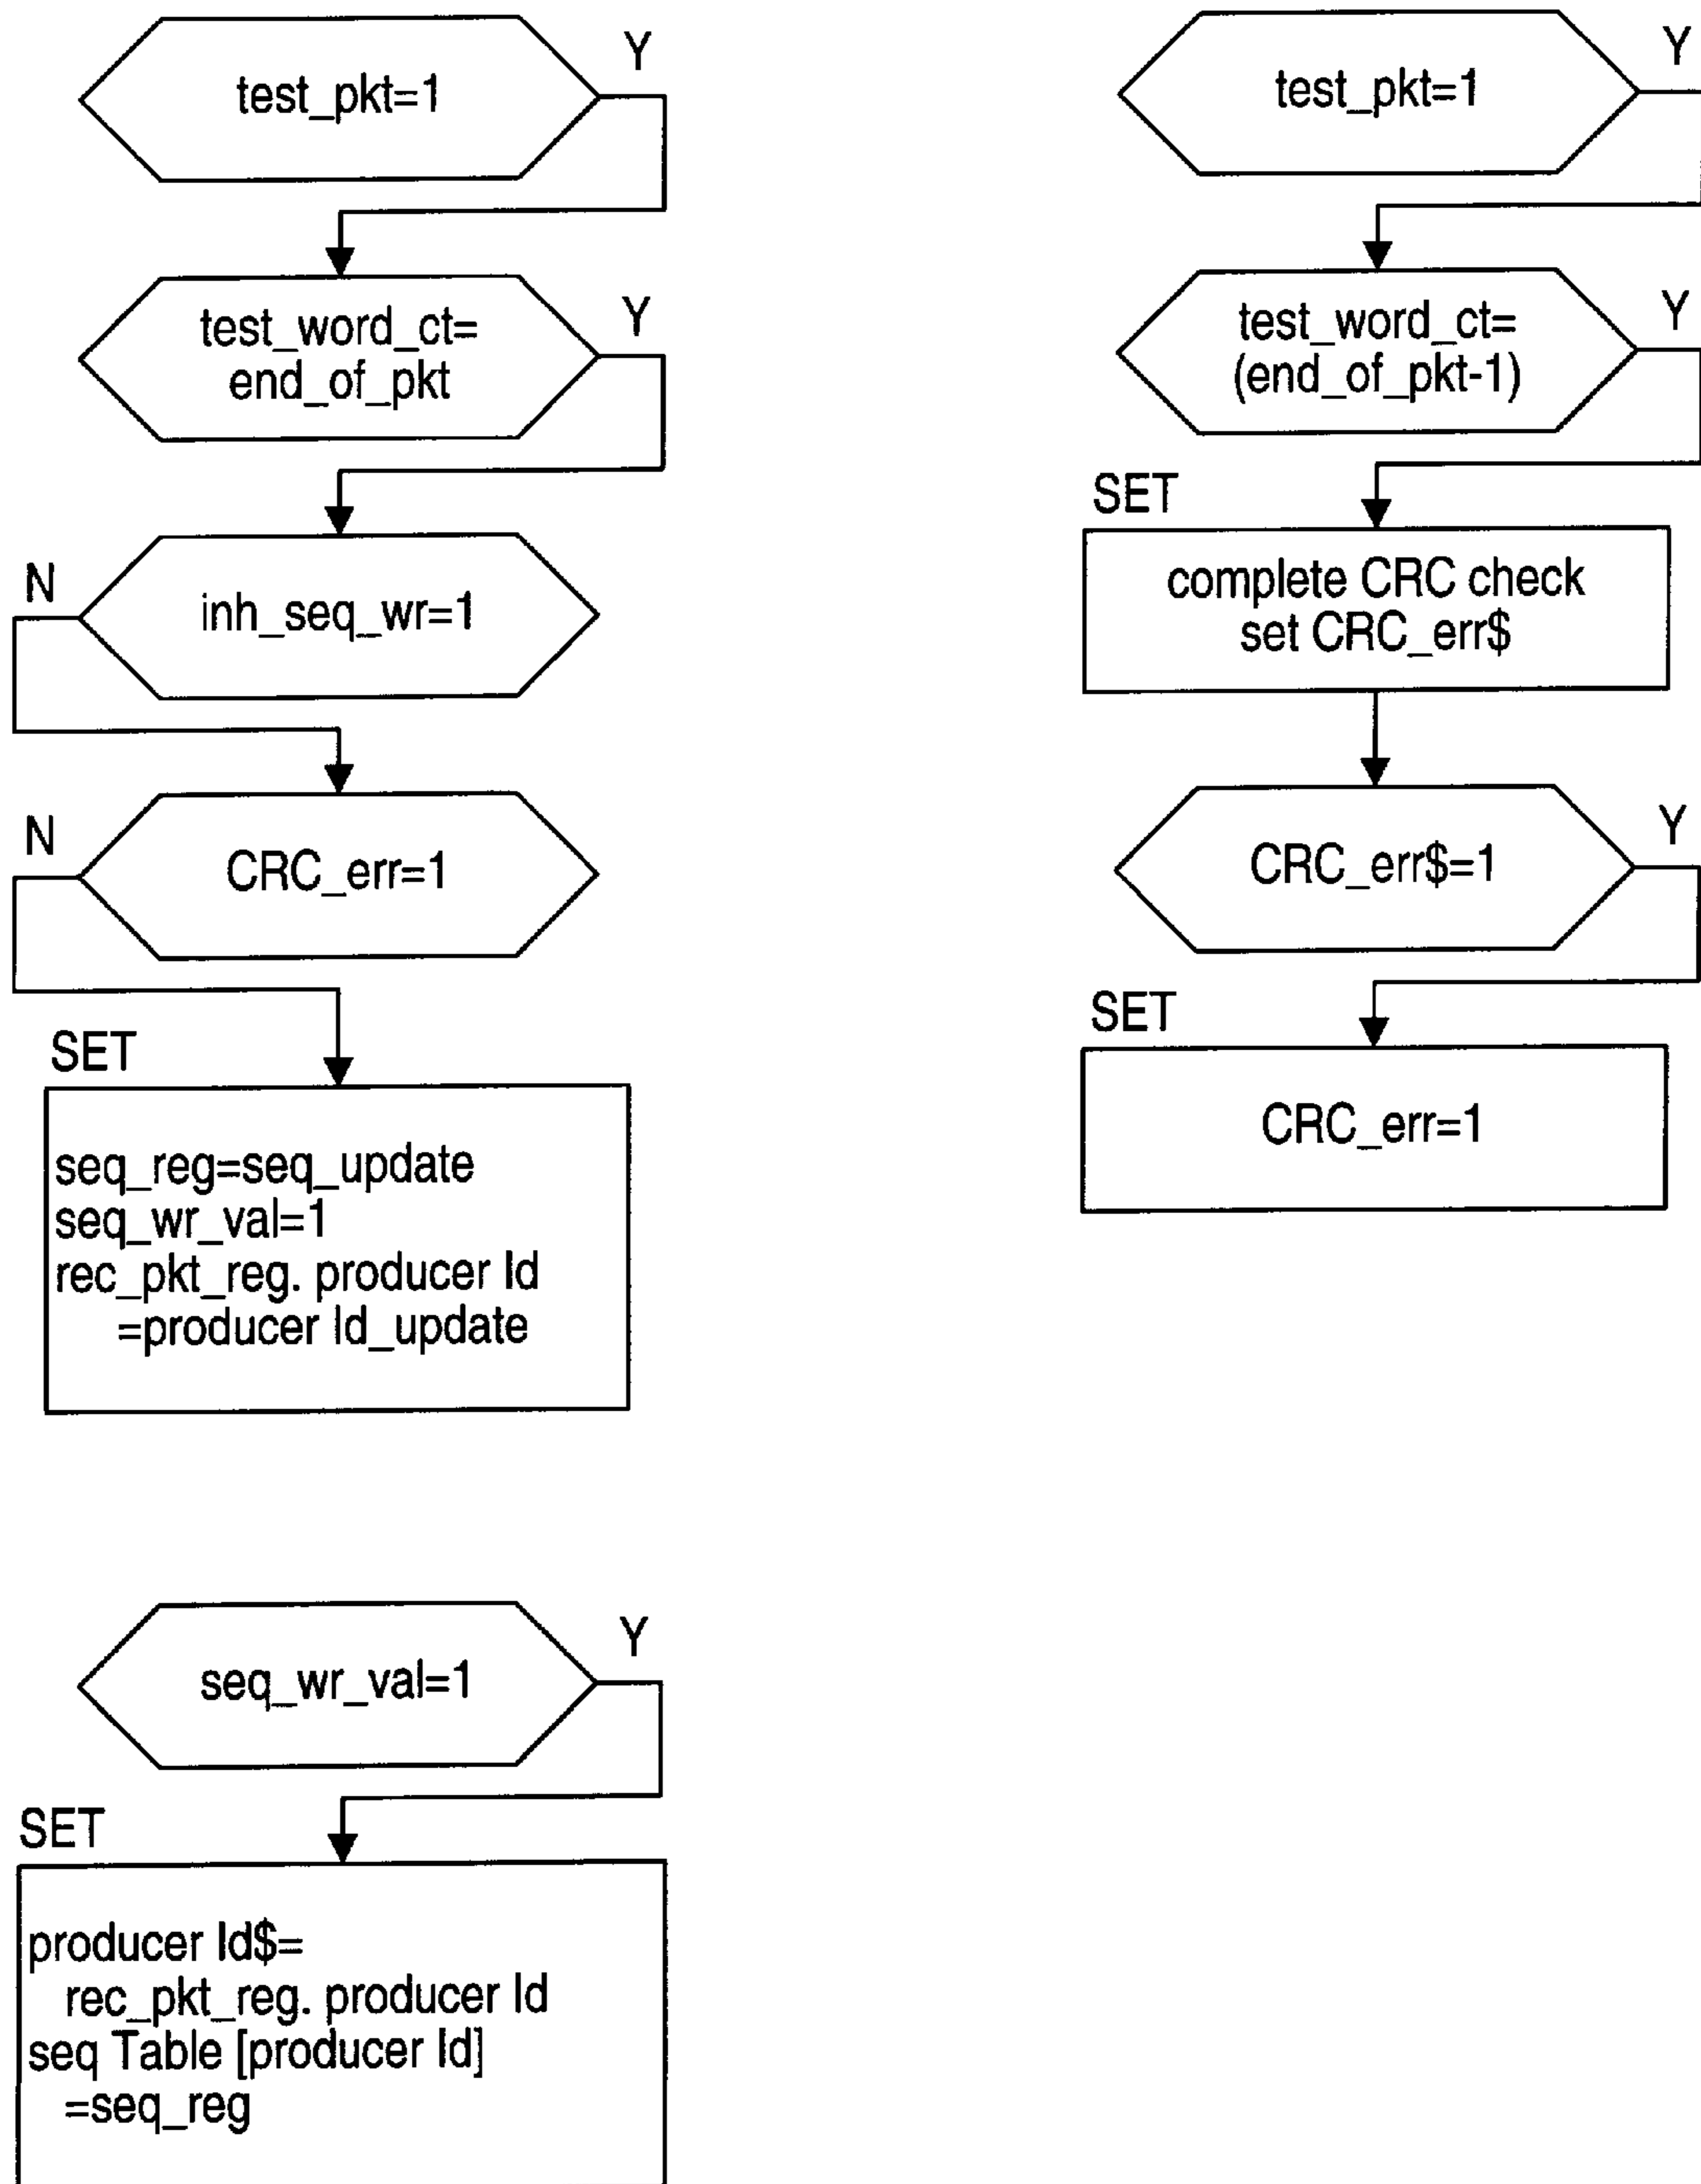 test_pkt=1
Y
test_word_ct=
end_of_pkt
Y
inh_seq_wr=1
N
CRC_err=1
N
SET
seq_reg=seq_update
seq_wr_val=1
rec_pkt_reg. producer Id
=producer Id_update
test_pkt=1
Y
test_word_ct=
(end_of_pkt-1)
Y
SET
complete CRC check
set CRC_err$
CRC_err$=1
Y
SET
CRC_err=1
seq_wr_val=1
Y
SET
producer Id$=
rec_pkt_reg. producer Id
seq Table [producer Id]
=seq_reg